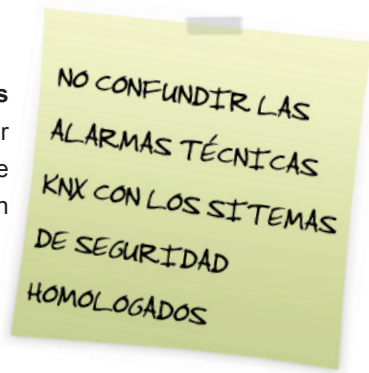 NO CONFUNDIR LAS
ALARMAS TÉCNICAS
KNX CON LOS SITEMAS
DE SEGURIDAD
HOMOLOGADOS
s
r
e
n